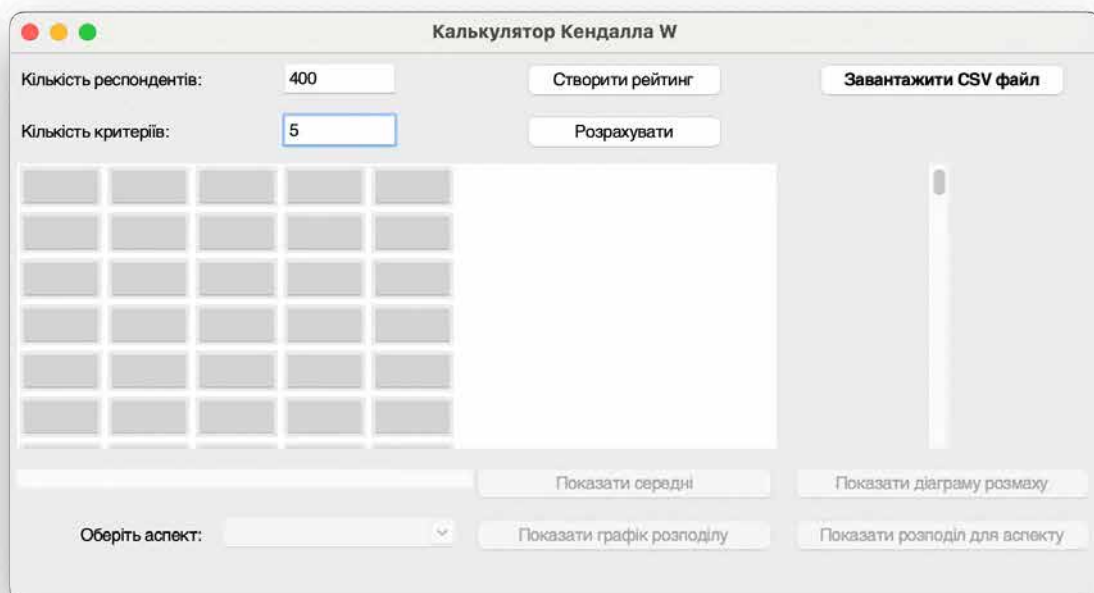 Калькулятор Кендалла W
Кількість респондентів: 400 Створити рейтинг Завантажити CSV файл
Кількість критеріїв: 5 Розрахувати
Показати середні Показати діаграму розмаху
Оберіть аспект: Показати графік розподілу Показати розподіл для аспекту